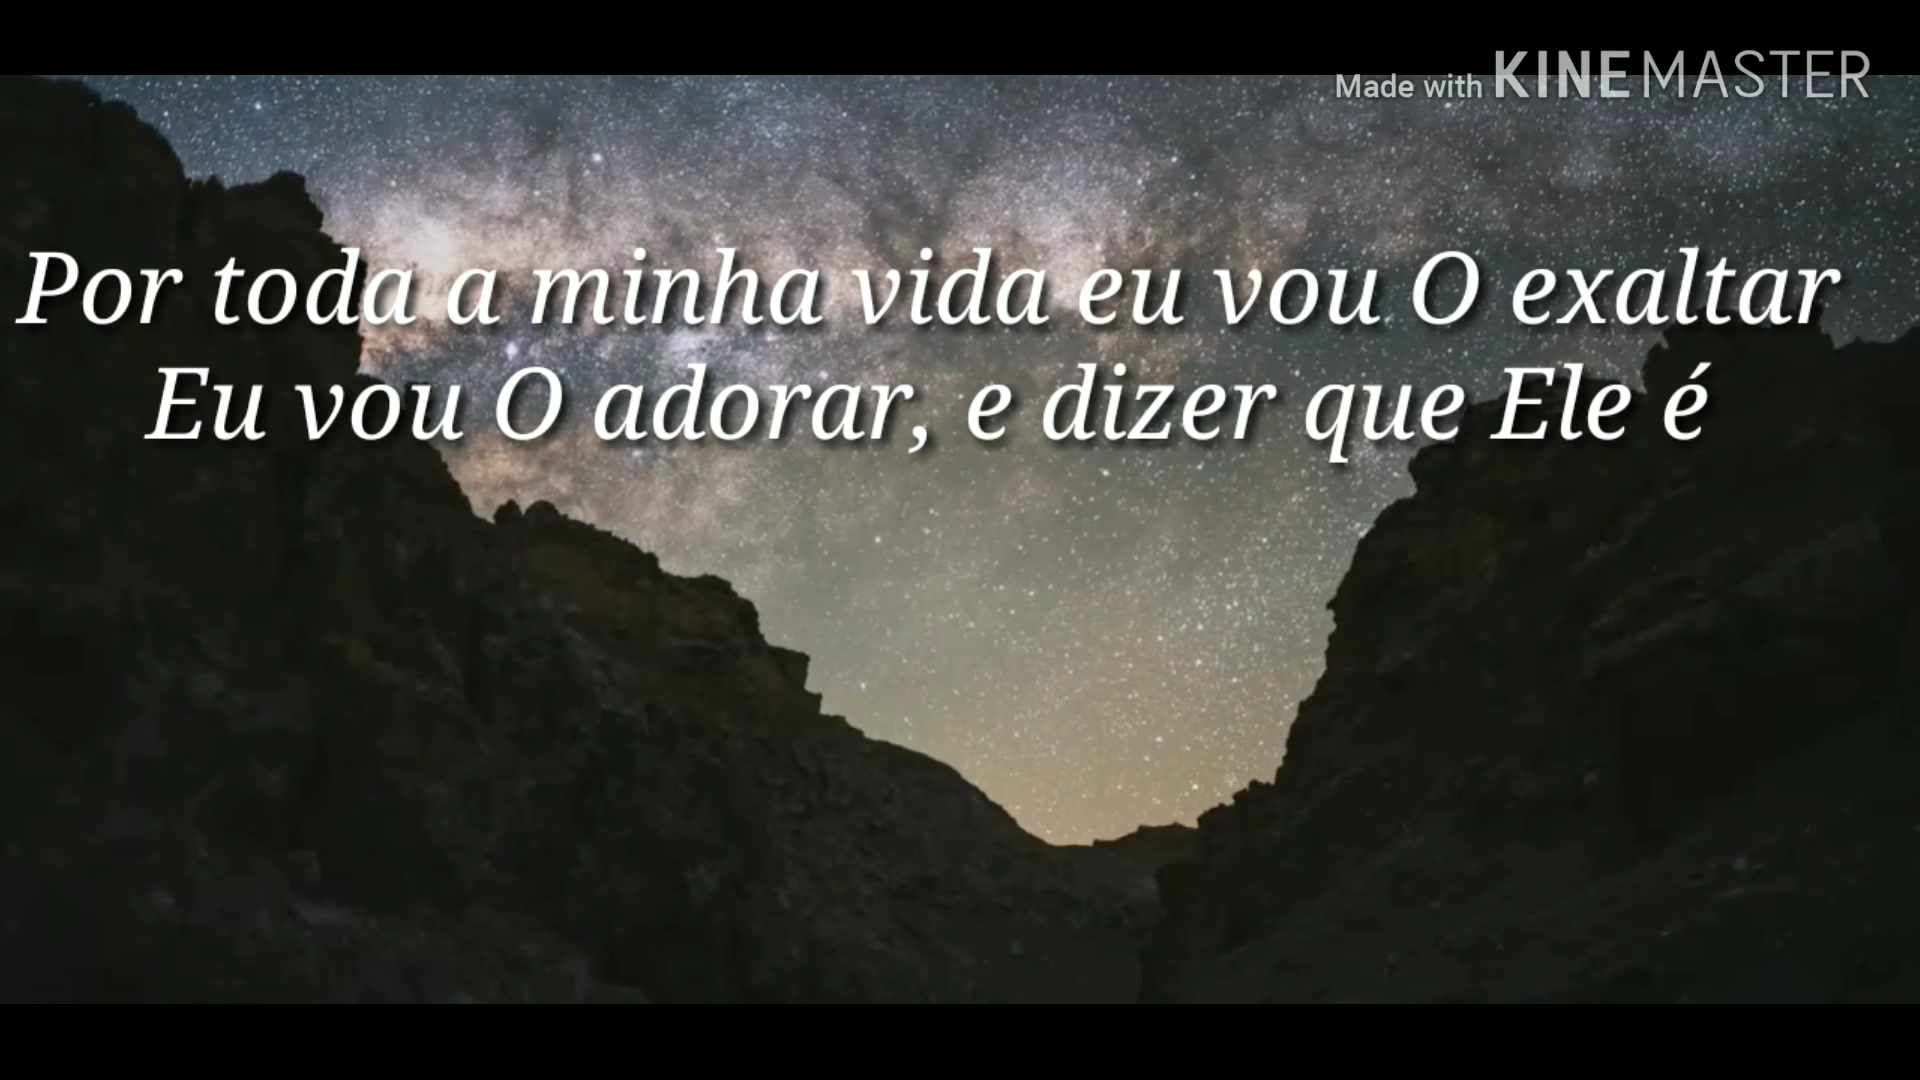 Made with KINEMASTER
Por toda a minha vida eu vou O exaltar
Eu vou O adorar, e dizer que Ele é